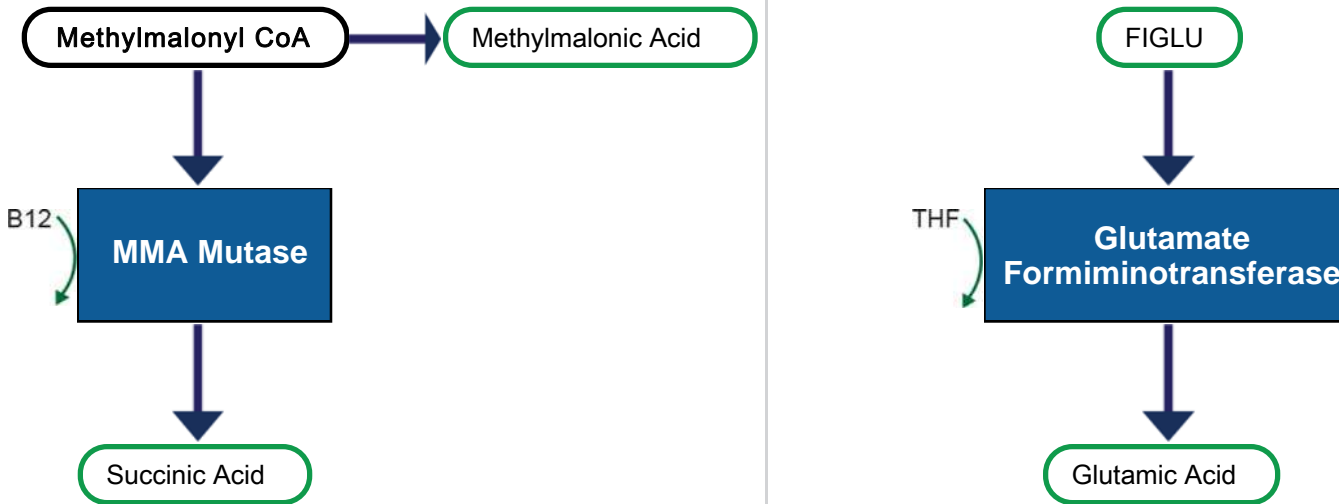 Methylmalonyl CoA
Methylmalonic Acid
B12
MMA Mutase
Succinic Acid
FIGLU
THF
Glutamate
Formiminotransferase
Glutamic Acid